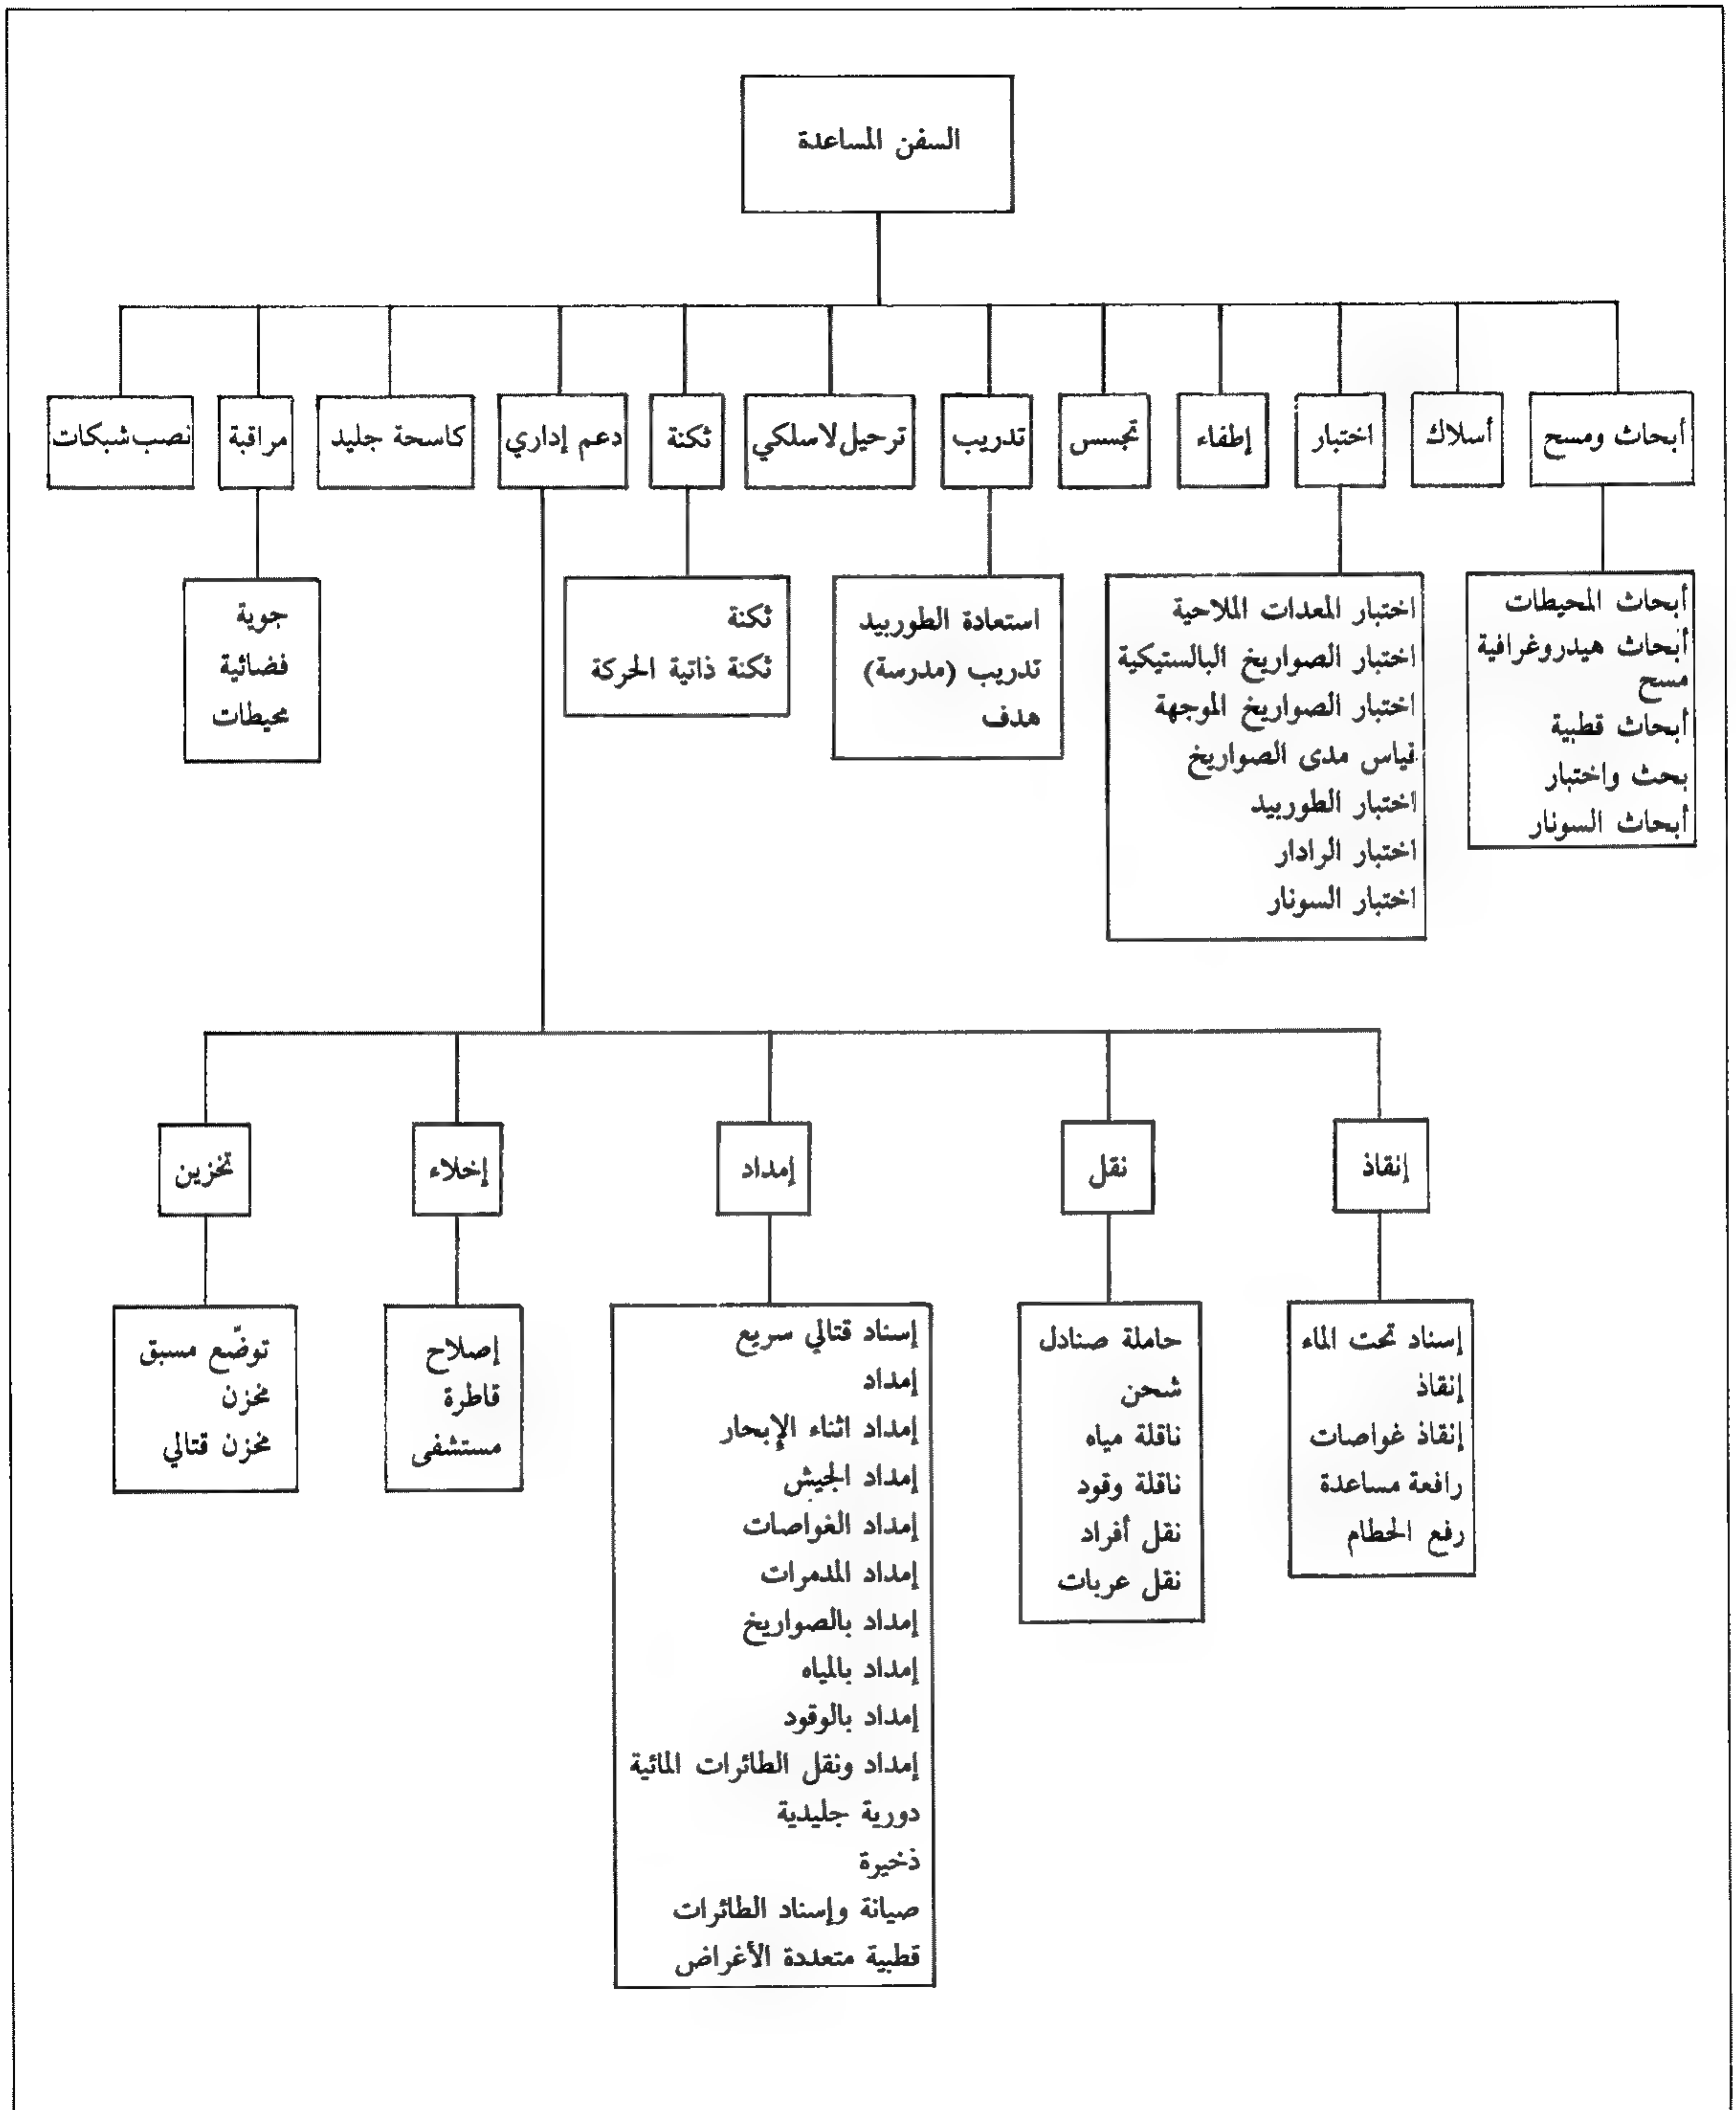 السفن المساعدة
أبحاث ومسح
أسلاك
اختبار
إطفاء
تجسس
تدريب
ترحيل لاسلكي
ثكنة
دعم إداري
كاسحة جليد
مراقبة
نصب شبكات
أبحاث المحيطات
أبحاث هيدروغرافية
مسح
أبحاث قطبية
بحث واختبار
أبحاث السونار
اختبار المعدات الملاحية
اختبار الصواريخ البالستيكية
اختبار الصواريخ الموجهة
قياس مدى الصواريخ
اختبار الطوربيد
اختبار الرادار
اختبار السونار
استعادة الطوربيد
تدريب (مدرسة)
هدف
ثكنة
ثكنة ذاتية الحركة
جوية
فضائية
محيطات
إنقاذ
نقل
إمداد
إخلاء
تخزين
إسناد تحت الماء
إنقاذ
إنقاذ غواصات
رافعة مساعدة
رفع الحطام
حاملة صنادل
شحن
ناقلة مياه
ناقلة وقود
نقل أفراد
نقل عربات
إسناد قتالي سريع
إمداد
إمداد اثناء الإبحار
إمداد الجيش
إمداد الغواصات
إمداد المدمرات
إمداد بالصواريخ
إمداد بالمياه
إمداد بالوقود
إمداد ونقل الطائرات المائية
دورية جليدية
ذخيرة
صيانة وإسناد الطائرات
قطبية متعددة الأغراض
إصلاح
قاطرة
مستشفى
توضّع مسبق
مخزن
مخزن قتالي